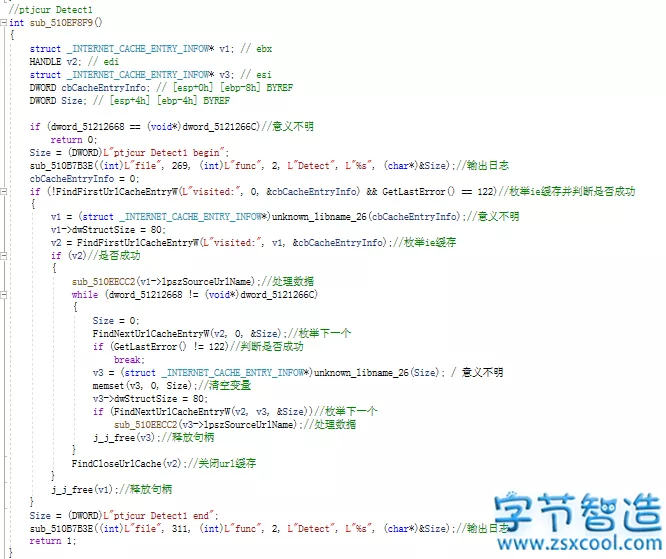 //ptjcur Detect1
int sub_510EF8F9()
{
struct _INTERNET_CACHE_ENTRY_INFOW* v1; // ebx
HANDLE v2; // edi
struct _INTERNET_CACHE_ENTRY_INFOW* v3; // esi
DWORD cbCacheEntryInfo; // [esp+0h] [ebp-8h] BYREF
DWORD Size; // [esp+4h] [ebp-4h] BYREF
if (dword_51212668 == (void*)dword_5121266C)//意义不明
return 0;
Size = (DWORD)L"ptjcur Detect1 begin";
sub_510B7B3E((int)L"file", 269, (int)L"func", 2, L"Detect", L"%s", (char*)&Size);//输出日志
cbCacheEntryInfo = 0;
if (!FindFirstUrlCacheEntryW(L"visited:", 0, &cbCacheEntryInfo) && GetLastError() == 122)//枚举ie缓存并判断是否成功
{
v1 = (struct _INTERNET_CACHE_ENTRY_INFOW*)unknown_libname_26(cbCacheEntryInfo);//意义不明
v1->dwStructSize = 80;
v2 = FindFirstUrlCacheEntryW(L"visited:", v1, &cbCacheEntryInfo);//枚举ie缓存
if (v2)//是否成功
{
sub_510EECC2(v1->lpszSourceUrlName);//处理数据
while (dword_51212668 != (void*)dword_5121266C)
{
Size = 0;
FindNextUrlCacheEntryW(v2, 0, &Size);//枚举下一个
if (GetLastError() != 122)//判断是否成功
break;
v3 = (struct _INTERNET_CACHE_ENTRY_INFOW*)unknown_libname_26(Size); / 意义不明
memset(v3, 0, Size);//清空变量
v3->dwStructSize = 80;
if (FindNextUrlCacheEntryW(v2, v3, &Size))//枚举下一个
sub_510EECC2(v3->lpszSourceUrlName);//处理数据
j_j_free(v3);//释放句柄
}
FindCloseUrlCache(v2);//关闭url缓存
}
j_j_free(v1);//释放句柄
}
Size = (DWORD)L"ptjcur Detect1 end";
sub_510B7B3E((int)L"file", 311, (int)L"func", 2, L"Detect", L"%s", (char*)&Size);//输出日志
return 1;
}
字节智造
www.zsxcool.com